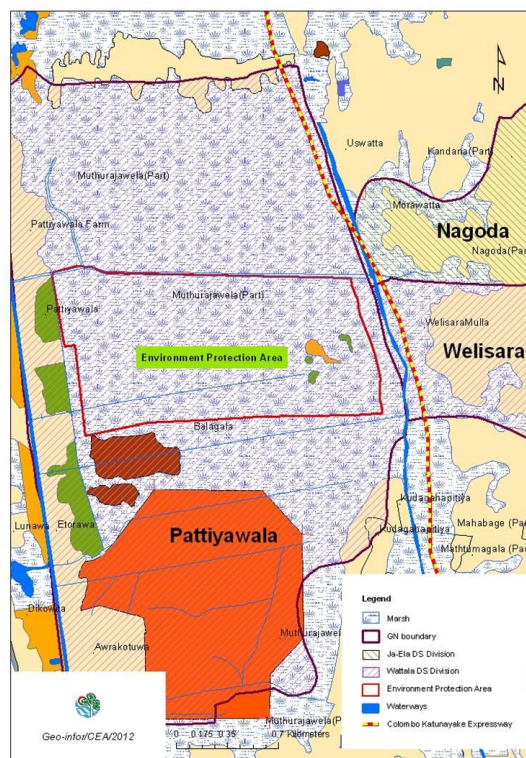 Uswatta
Kandana(Part
Muthurajawela(Part)
Morawatta
Pattiyawala Farm
Nagoda
Nagoda(Par
Muthurajawela(Part)
Pattiyawala
WelisaraMulla
Environment Protection Area
Welisara
Balagala
Kudagahapitiya
Lunawa
Etorawa
Mahabage (Pa
Kudagahapitiya
Pattiyawala
Mathtumagala (Par
Legend
Marsh
GN boundary
Dikowita
Muthurajawel
Ja-Ela DS Division
Awrakotuwa
Wattala DS Division
Environment Protection Area
Waterways
Muthurajawela(P
Colombo Katunayake Expressway
Geo-infor/CEA/2012
0 0.175 0.35 0.7 Kilometers
N